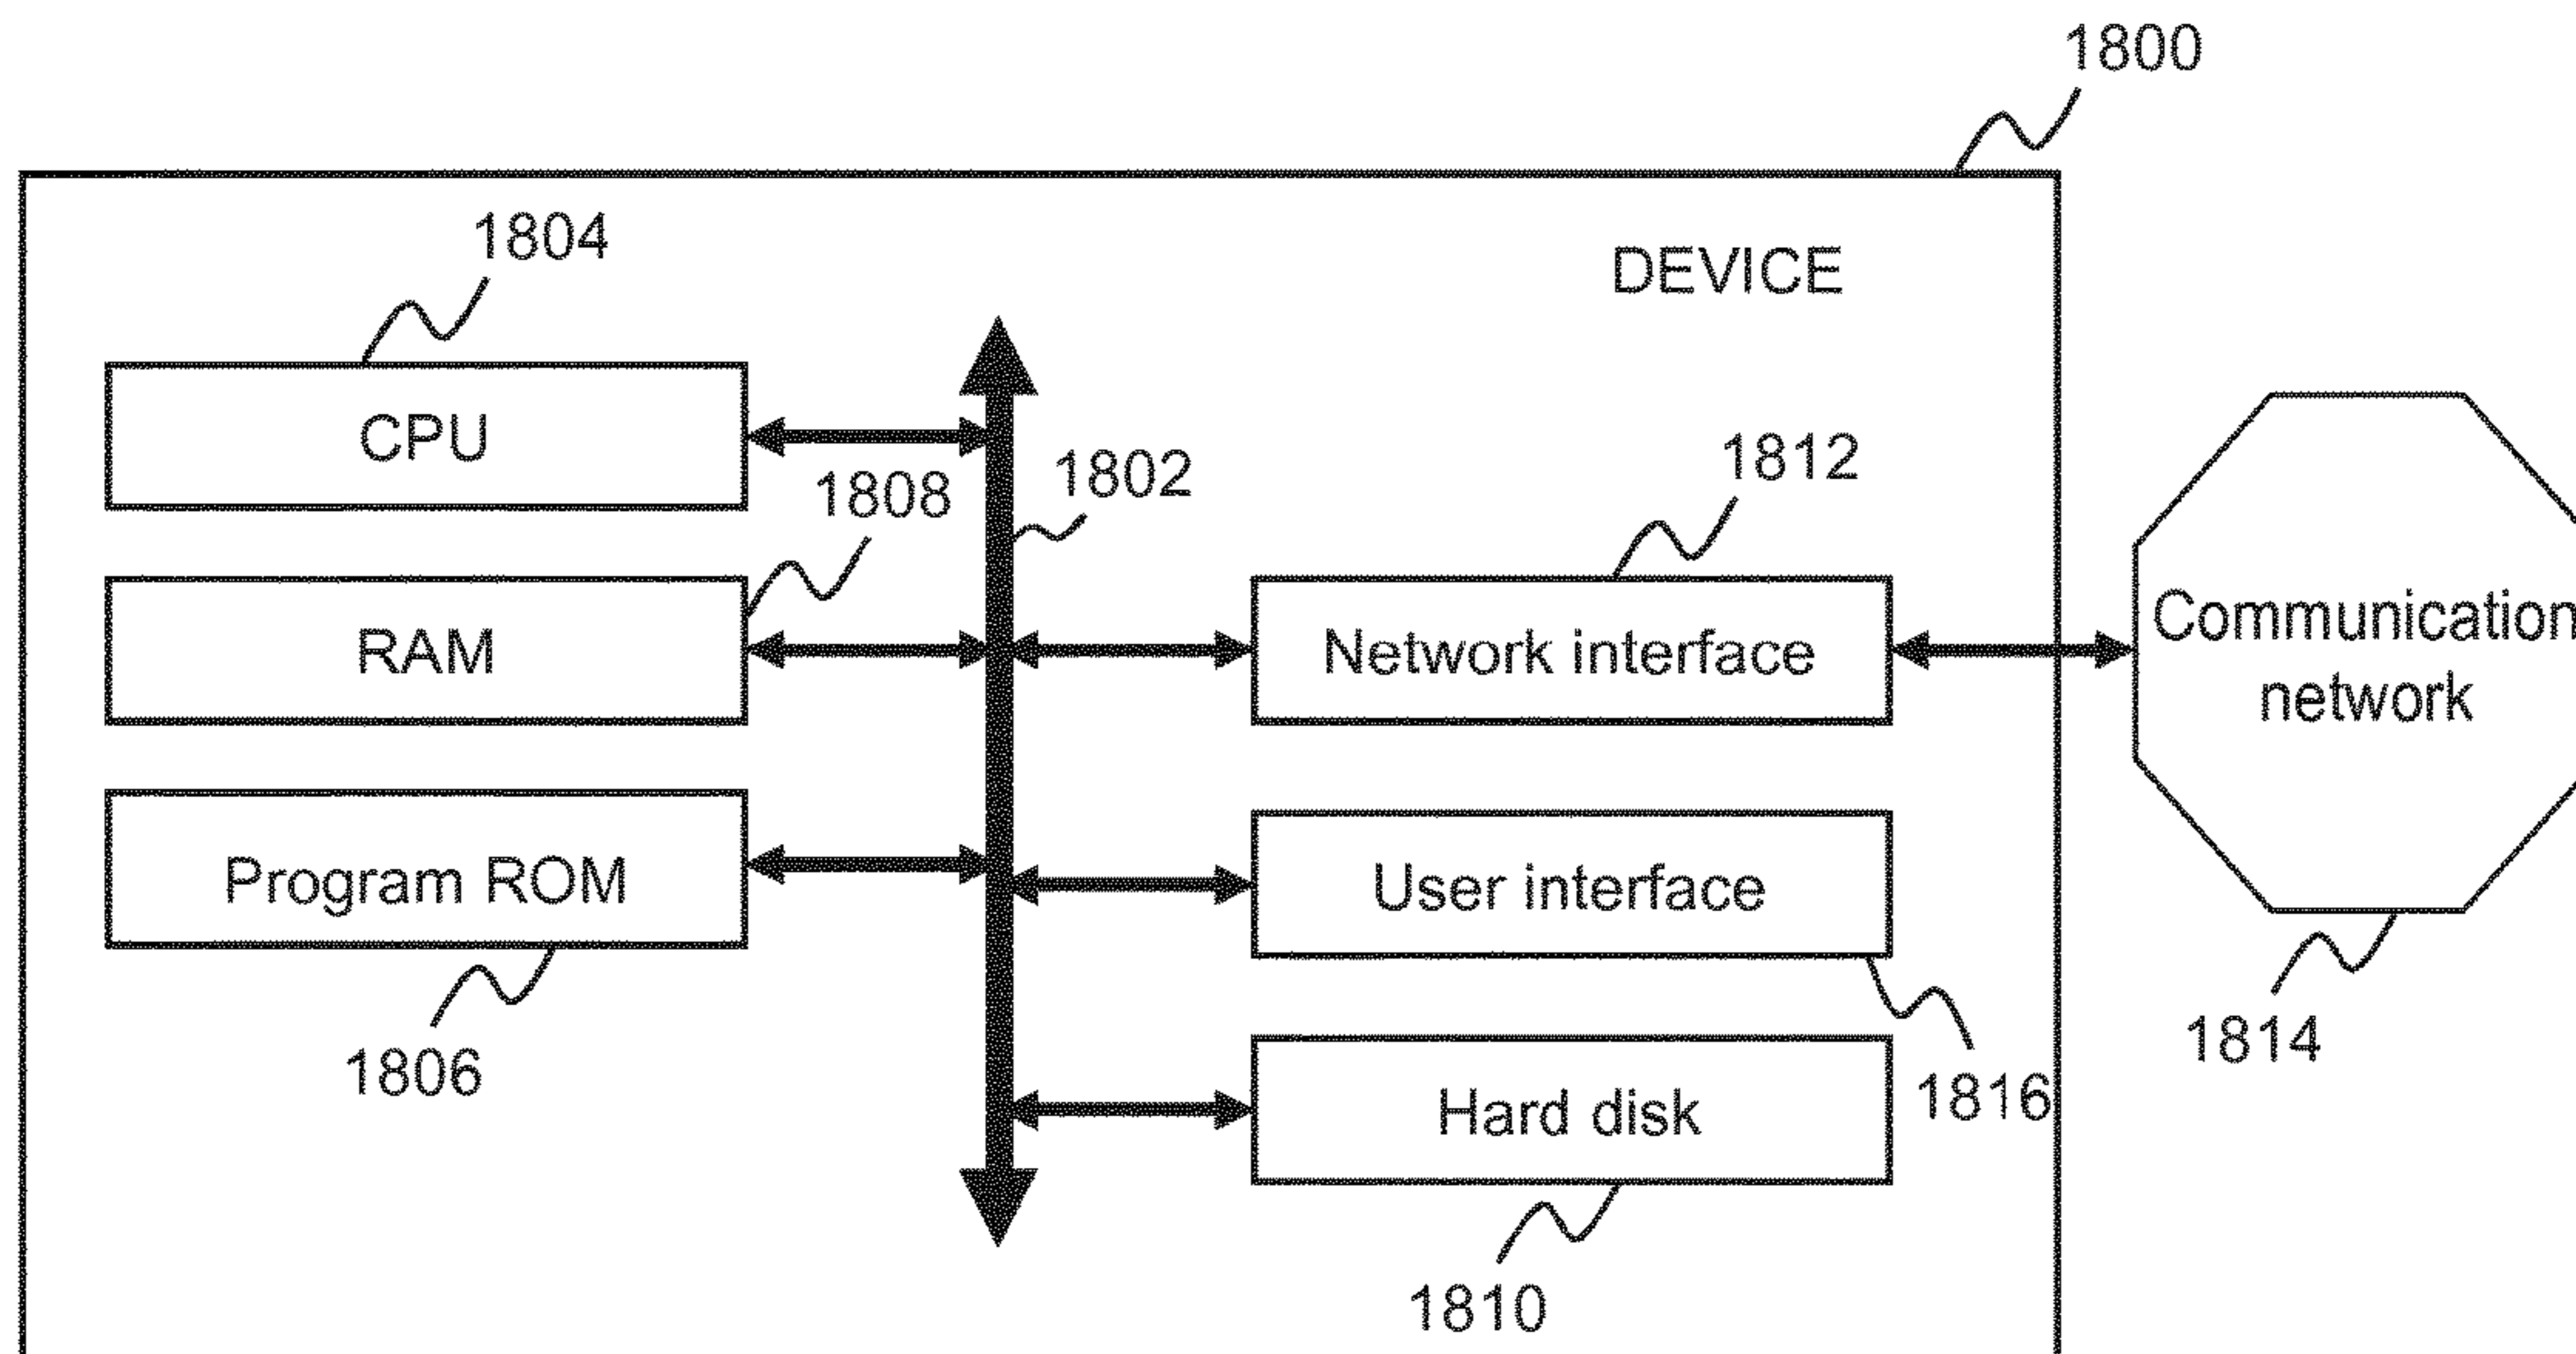 1800
1804
DEVICE
CPU
1808
1802
1812
RAM
Network interface
Communication
network
Program ROM
User interface
1806
1816
1814
Hard disk
1810